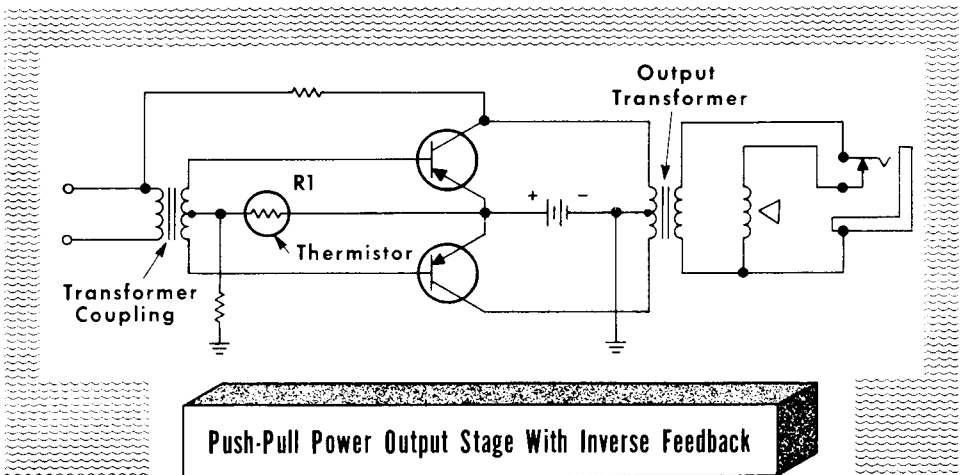 Output
Transformer
R1
+ −
Thermistor
Transformer
Coupling
Push-Pull Power Output Stage With Inverse Feedback